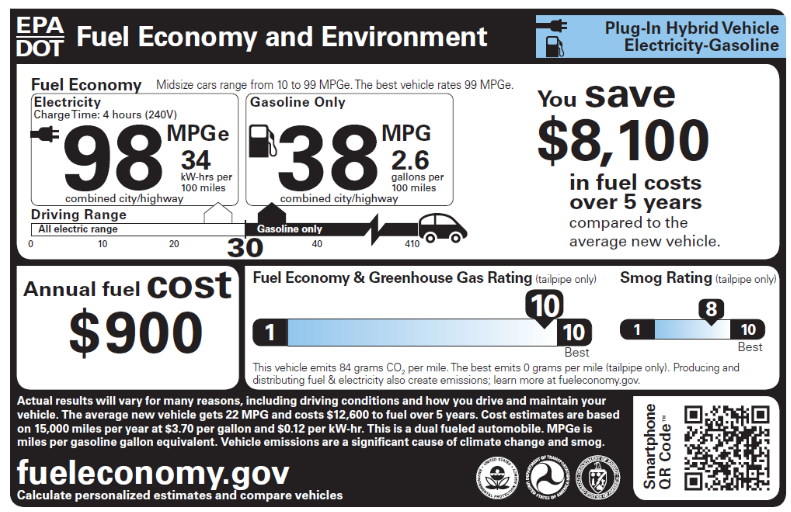 EPA
DOT
Fuel Economy and Environment
Plug-In Hybrid Vehicle
Electricity-Gasoline
Fuel Economy
Midsize cars range from 10 to 99 MPGe. The best vehicle rates 99 MPGe.
Electricity
Charge Time: 4 hours (240V)
98
MPGe
34
kW-hrs per
100 miles
combined city/highway
Gasoline Only
38
MPG
2.6
gallons per
100 miles
combined city/highway
Driving Range
All electric range
Gasoline only
0 10 20 30 40 410
You save
$8,100
in fuel costs
over 5 years
compared to the
average new vehicle.
Annual fuel cost
$900
Fuel Economy & Greenhouse Gas Rating (tailpipe only)
10
1
10
Best
Smog Rating (tailpipe only)
8
1
10
Best
This vehicle emits 84 grams CO₂ per mile. The best emits 0 grams per mile (tailpipe only). Producing and
distributing fuel & electricity also create emissions; learn more at fueleconomy.gov.
Actual results will vary for many reasons, including driving conditions and how you drive and maintain your
vehicle. The average new vehicle gets 22 MPG and costs $12,600 to fuel over 5 years. Cost estimates are based
on 15,000 miles per year at $3.70 per gallon and $0.12 per kW-hr. This is a dual fueled automobile. MPGe is
miles per gasoline gallon equivalent. Vehicle emissions are a significant cause of climate change and smog.
fueleconomy.gov
Calculate personalized estimates and compare vehicles
Smartphone
QR Code™